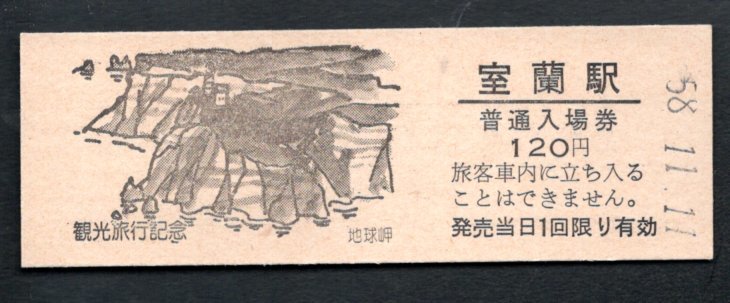 観光旅行記念
地球岬
室蘭駅
普通入場券
120円
旅客車内に立ち入る
ことはできません。
発売当日1回限り有効
58.11.11